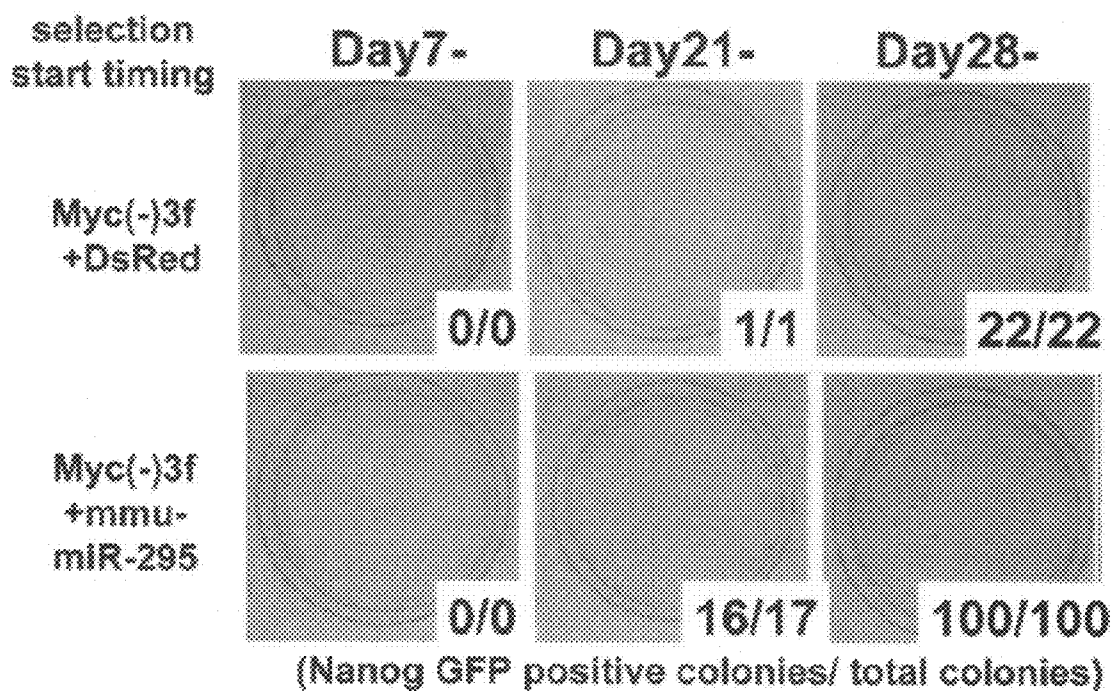 selection
start timing
Day7-
Day21-
Day28-
Myc(-)3f
+DsRed
0/0
1/1
22/22
Myc(-)3f
+mmu-
miR-295
0/0
16/17
100/100
(Nanog GFP positive colonies/ total colonies)